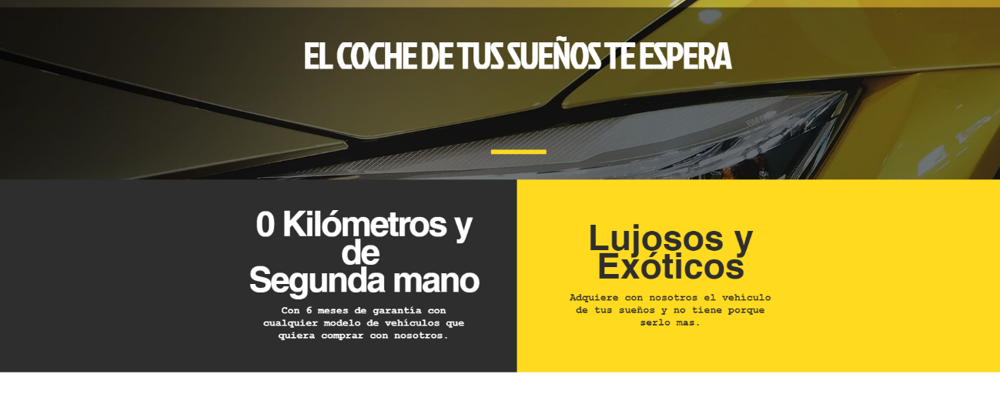 EL COCHE DE TUS SUEÑOS TE ESPERA
BMW
0 Kilómetros y
de
Segunda mano
Con 6 meses de garantía con
cualquier modelo de vehículos que
quiera comprar con nosotros.
Lujosos y
Exóticos
Adquiere con nosotros el vehículo
de tus sueños y no tiene porque
serlo mas.